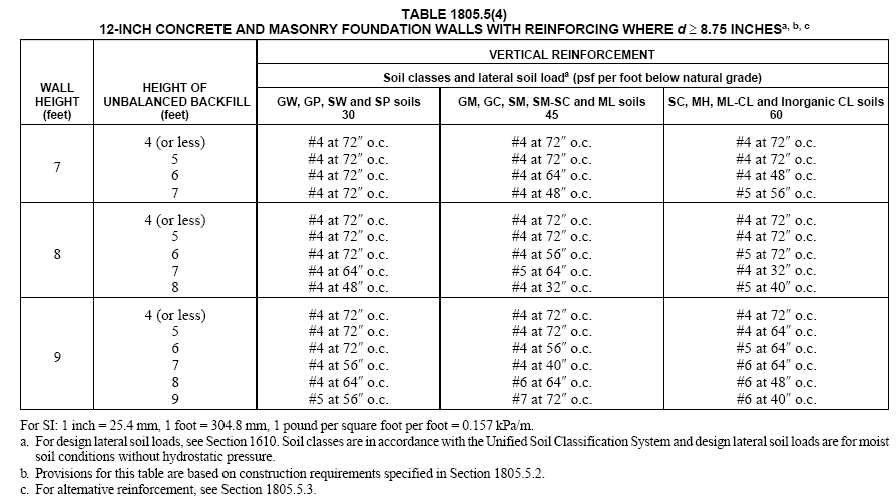 TABLE 1805.5(4)
12-INCH CONCRETE AND MASONRY FOUNDATION WALLS WITH REINFORCING WHERE d ≥ 8.75 INCHESa, b, c
WALL HEIGHT (feet)
HEIGHT OF UNBALANCED BACKFILL (feet)
VERTICAL REINFORCEMENT
Soil classes and lateral soil loada (psf per foot below natural grade)
GW, GP, SW and SP soils 30
GM, GC, SM, SM-SC and ML soils 45
SC, MH, ML-CL and Inorganic CL soils 60
7
4 (or less) #4 at 72″ o.c. #4 at 72″ o.c. #4 at 72″ o.c.
5 #4 at 72″ o.c. #4 at 72″ o.c. #4 at 72″ o.c.
6 #4 at 72″ o.c. #4 at 64″ o.c. #4 at 48″ o.c.
7 #4 at 72″ o.c. #4 at 48″ o.c. #5 at 56″ o.c.
8
4 (or less) #4 at 72″ o.c. #4 at 72″ o.c. #4 at 72″ o.c.
5 #4 at 72″ o.c. #4 at 72″ o.c. #4 at 72″ o.c.
6 #4 at 72″ o.c. #4 at 56″ o.c. #5 at 72″ o.c.
7 #4 at 64″ o.c. #5 at 64″ o.c. #4 at 32″ o.c.
8 #4 at 48″ o.c. #4 at 32″ o.c. #5 at 40″ o.c.
9
4 (or less) #4 at 72″ o.c. #4 at 72″ o.c. #4 at 72″ o.c.
5 #4 at 72″ o.c. #4 at 72″ o.c. #4 at 64″ o.c.
6 #4 at 72″ o.c. #4 at 56″ o.c. #5 at 64″ o.c.
7 #4 at 56″ o.c. #4 at 40″ o.c. #6 at 64″ o.c.
8 #4 at 64″ o.c. #6 at 64″ o.c. #6 at 48″ o.c.
9 #5 at 56″ o.c. #7 at 72″ o.c. #6 at 40″ o.c.
For SI: 1 inch = 25.4 mm, 1 foot = 304.8 mm, 1 pound per square foot per foot = 0.157 kPa/m.
a. For design lateral soil loads, see Section 1610. Soil classes are in accordance with the Unified Soil Classification System and design lateral soil loads are for moist
soil conditions without hydrostatic pressure.
b. Provisions for this table are based on construction requirements specified in Section 1805.5.2.
c. For alternative reinforcement, see Section 1805.5.3.